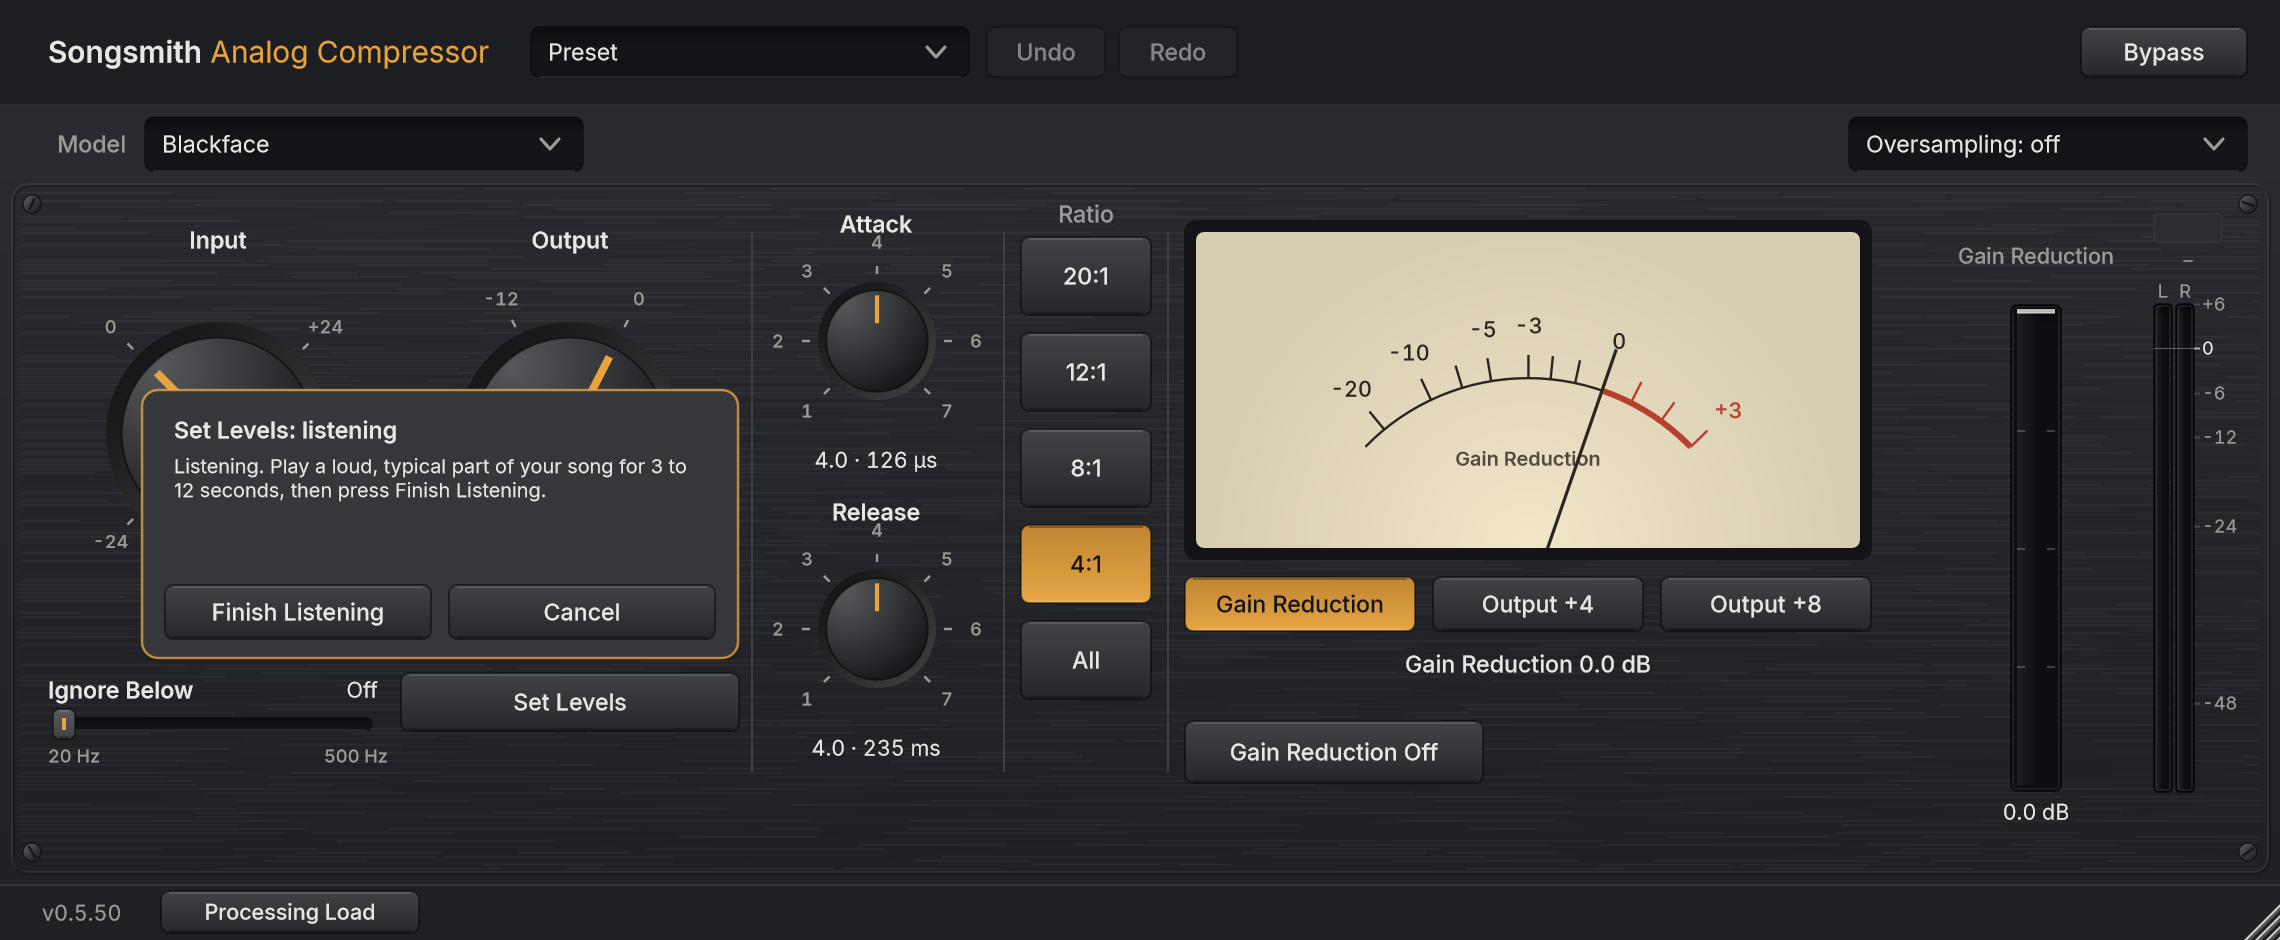 Songsmith Analog Compressor
Preset
Undo
Redo
Bypass
Model
Blackface
Oversampling: off
Input
0
+24
-24
Output
-12
0
Set Levels: listening
Listening. Play a loud, typical part of your song for 3 to
12 seconds, then press Finish Listening.
Finish Listening
Cancel
Ignore Below
Off
20 Hz
500 Hz
Set Levels
Attack
4
3
5
2
6
1
7
4.0 · 126 µs
Release
4
3
5
2
6
1
7
4.0 · 235 ms
Ratio
20:1
12:1
8:1
4:1
All
-20
-10
-5
-3
0
+3
Gain Reduction
Gain Reduction
Output +4
Output +8
Gain Reduction 0.0 dB
Gain Reduction Off
Gain Reduction
0.0 dB
–
L R
+6
0
-6
-12
-24
-48
v0.5.50
Processing Load